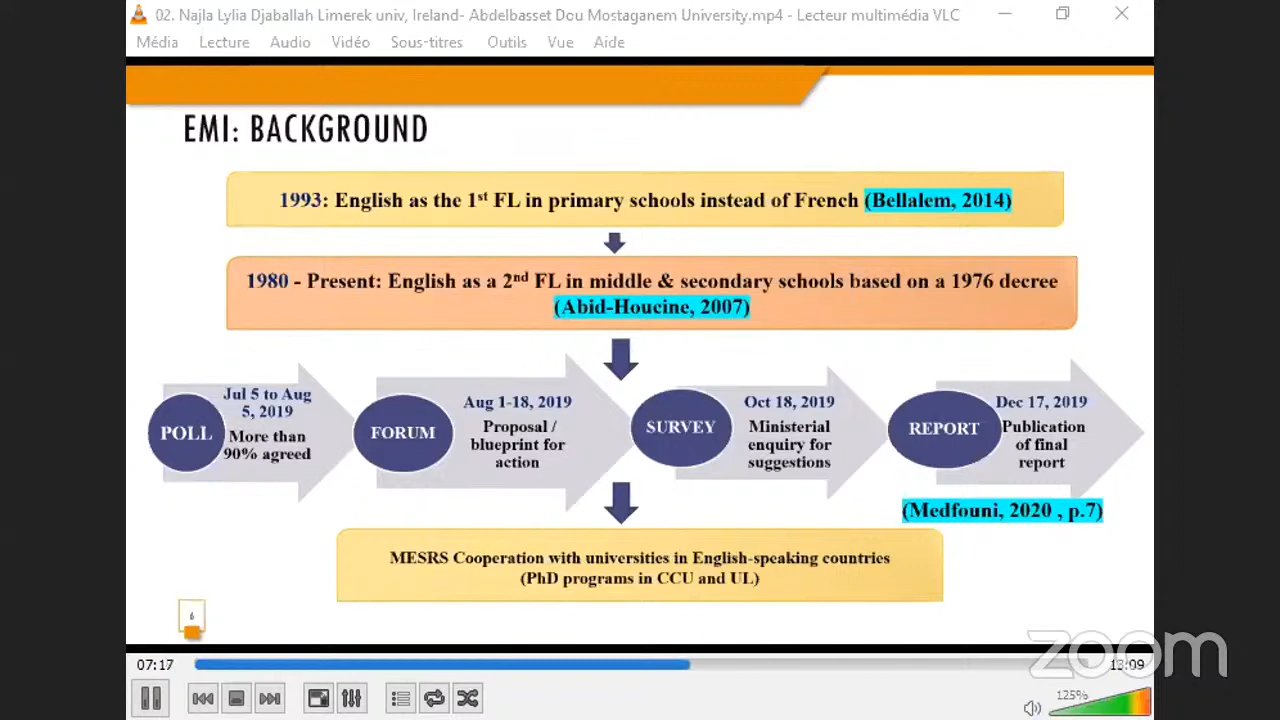 02. Najla Lylia Djaballah Limerek univ, Ireland- Abdelbasset Dou Mostaganem University.mp4 - Lecteur multimédia VLC
Média Lecture Audio Vidéo Sous-titres Outils Vue Aide
EMI: BACKGROUND
1993: English as the 1st FL in primary schools instead of French (Bellalem, 2014)
1980 - Present: English as a 2nd FL in middle & secondary schools based on a 1976 decree
(Abid-Houcine, 2007)
POLL
Jul 5 to Aug
5, 2019
More than
90% agreed
FORUM
Aug 1-18, 2019
Proposal /
blueprint for
action
SURVEY
Oct 18, 2019
Ministerial
enquiry for
suggestions
REPORT
Dec 17, 2019
Publication
of final
report
(Medfouni, 2020 , p.7)
MESRS Cooperation with universities in English-speaking countries
(PhD programs in CCU and UL)
6
zoom
07:17
13:09
125%